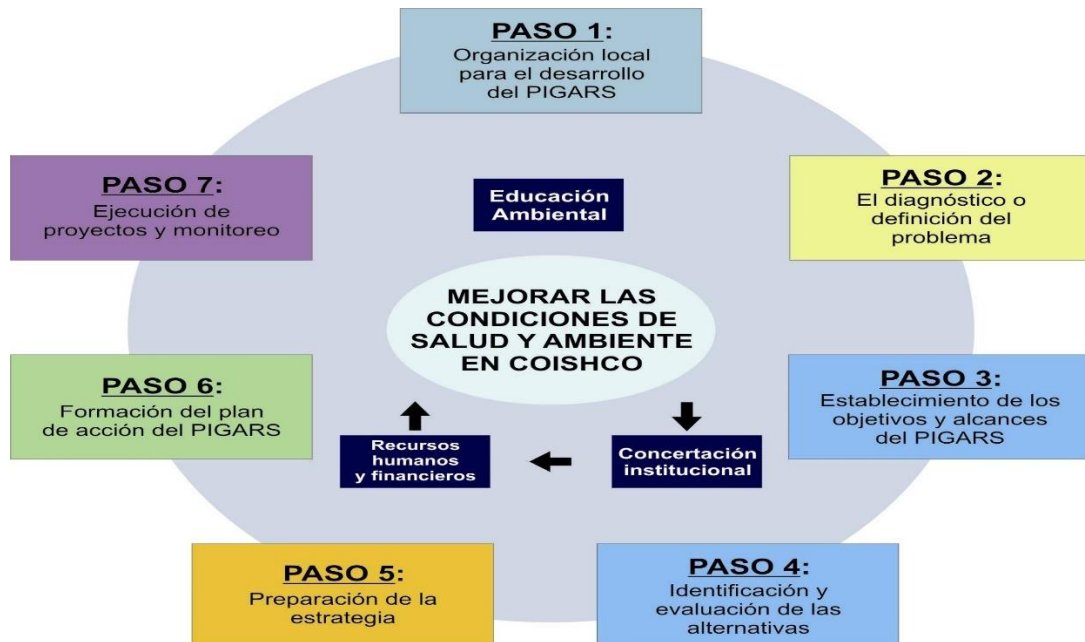 PASO 1:
Organización local
para el desarrollo
del PIGARS
PASO 7:
Ejecución de
proyectos y monitoreo
Educación
Ambiental
PASO 2:
El diagnóstico o
definición del
problema
MEJORAR LAS
CONDICIONES DE
SALUD Y AMBIENTE
EN COISHCO
PASO 6:
Formación del plan
de acción del PIGARS
PASO 3:
Establecimiento de los
objetivos y alcances
del PIGARS
Recursos
humanos
y financieros
Concertación
institucional
PASO 5:
Preparación de la
estrategia
PASO 4:
Identificación y
evaluación de las
alternativas